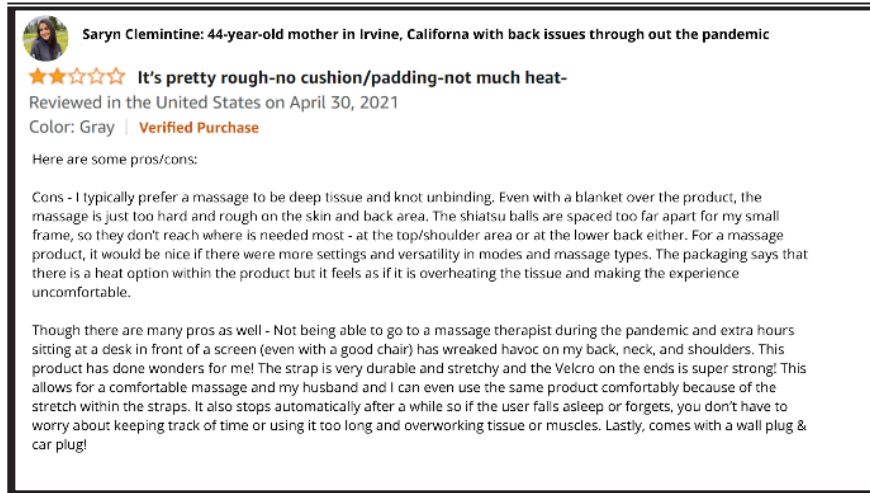 Saryn Clemintine: 44-year-old mother in Irvine, Californa with back issues through out the pandemic
It's pretty rough-no cushion/padding-not much heat-
Reviewed in the United States on April 30, 2021
Color: Gray | Verified Purchase
Here are some pros/cons:
Cons - I typically prefer a massage to be deep tissue and knot unbinding. Even with a blanket over the product, the
massage is just too hard and rough on the skin and back area. The shiatsu balls are spaced too far apart for my small
frame, so they don't reach where is needed most - at the top/shoulder area or at the lower back either. For a massage
product, it would be nice if there were more settings and versatility in modes and massage types. The packaging says that
there is a heat option within the product but it feels as if it is overheating the tissue and making the experience
uncomfortable.
Though there are many pros as well - Not being able to go to a massage therapist during the pandemic and extra hours
sitting at a desk in front of a screen (even with a good chair) has wreaked havoc on my back, neck, and shoulders. This
product has done wonders for me! The strap is very durable and stretchy and the Velcro on the ends is super strong! This
allows for a comfortable massage and my husband and I can even use the same product comfortably because of the
stretch within the straps. It also stops automatically after a while so if the user falls asleep or forgets, you don't have to
worry about keeping track of time or using it too long and overworking tissue or muscles. Lastly, comes with a wall plug &
car plug!